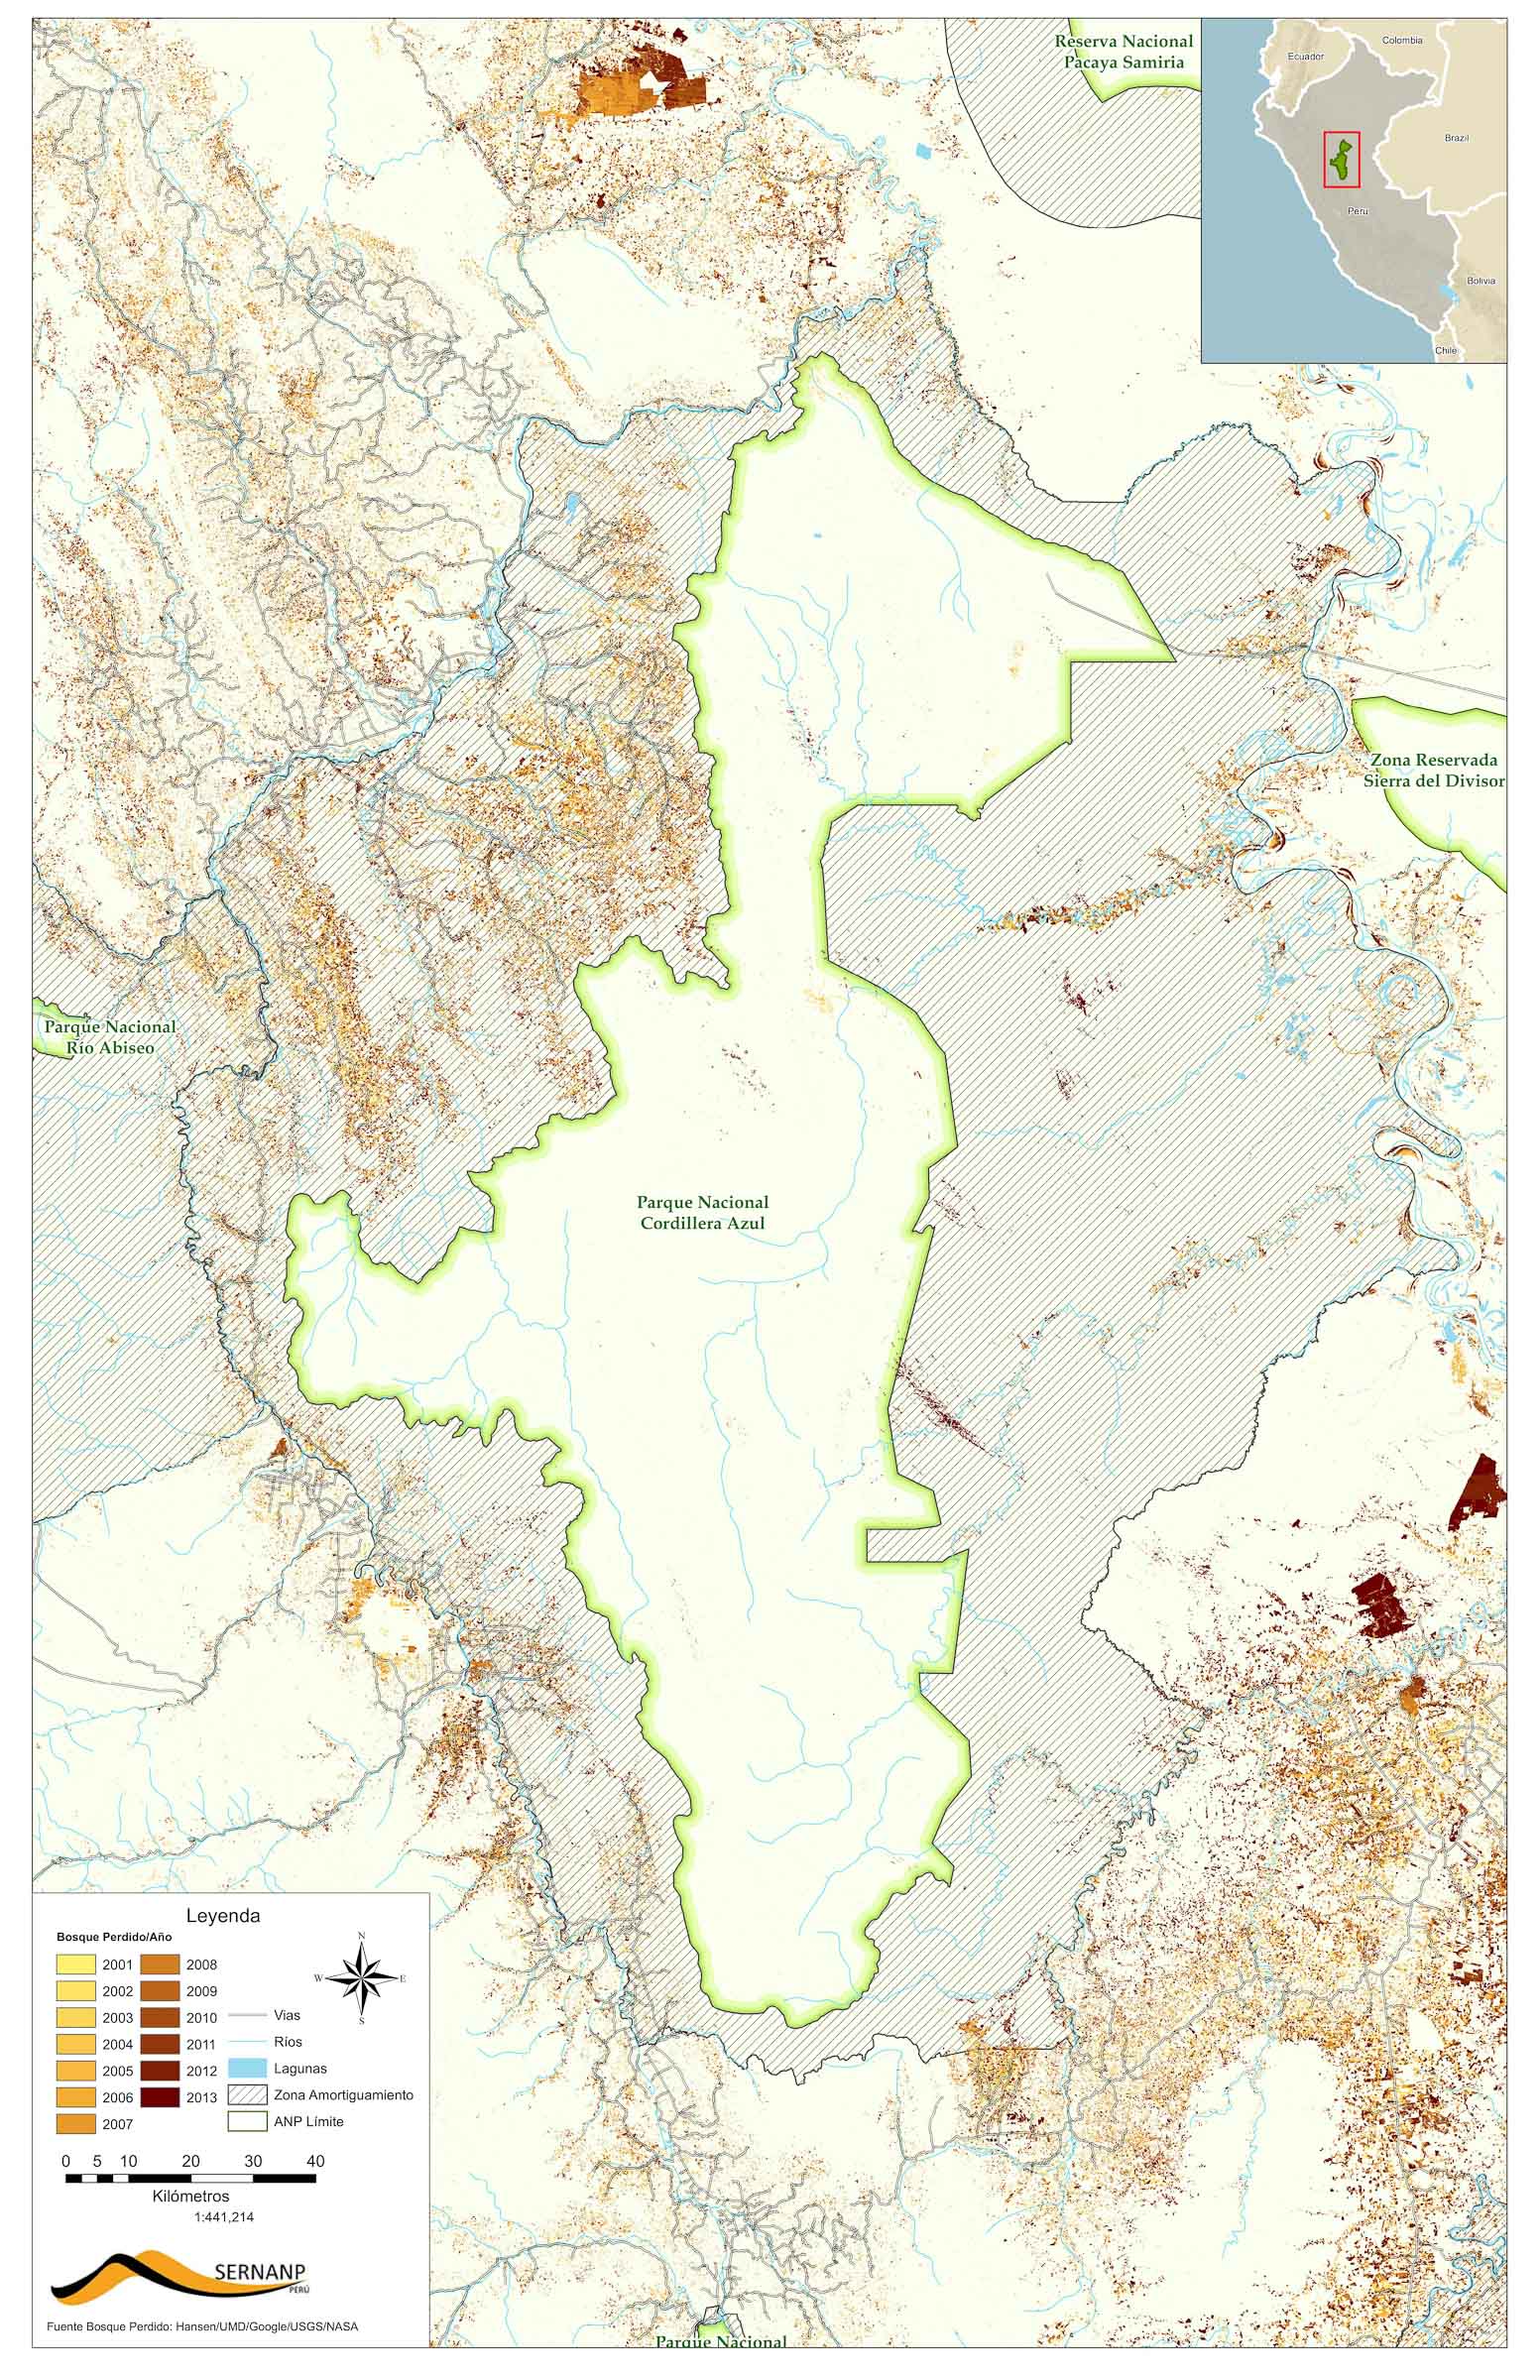 Reserva Nacional
Pacaya Samiria
Ecuador
Colombia
Brazil
Peru
Bolivia
Chile
Zona Reservada
Sierra del Divisor
Parque Nacional
Río Abiseo
Parque Nacional
Cordillera Azul
Leyenda
Bosque Perdido/Año
2001
2002
2003
2004
2005
2006
2007
2008
2009
2010
2011
2012
2013
N
W
E
S
Vias
Ríos
Lagunas
Zona Amortiguamiento
ANP Límite
0 5 10 20 30 40
Kilómetros
1:441,214
SERNANP
PERÚ
Fuente Bosque Perdido: Hansen/UMD/Google/USGS/NASA
Parque Nacional